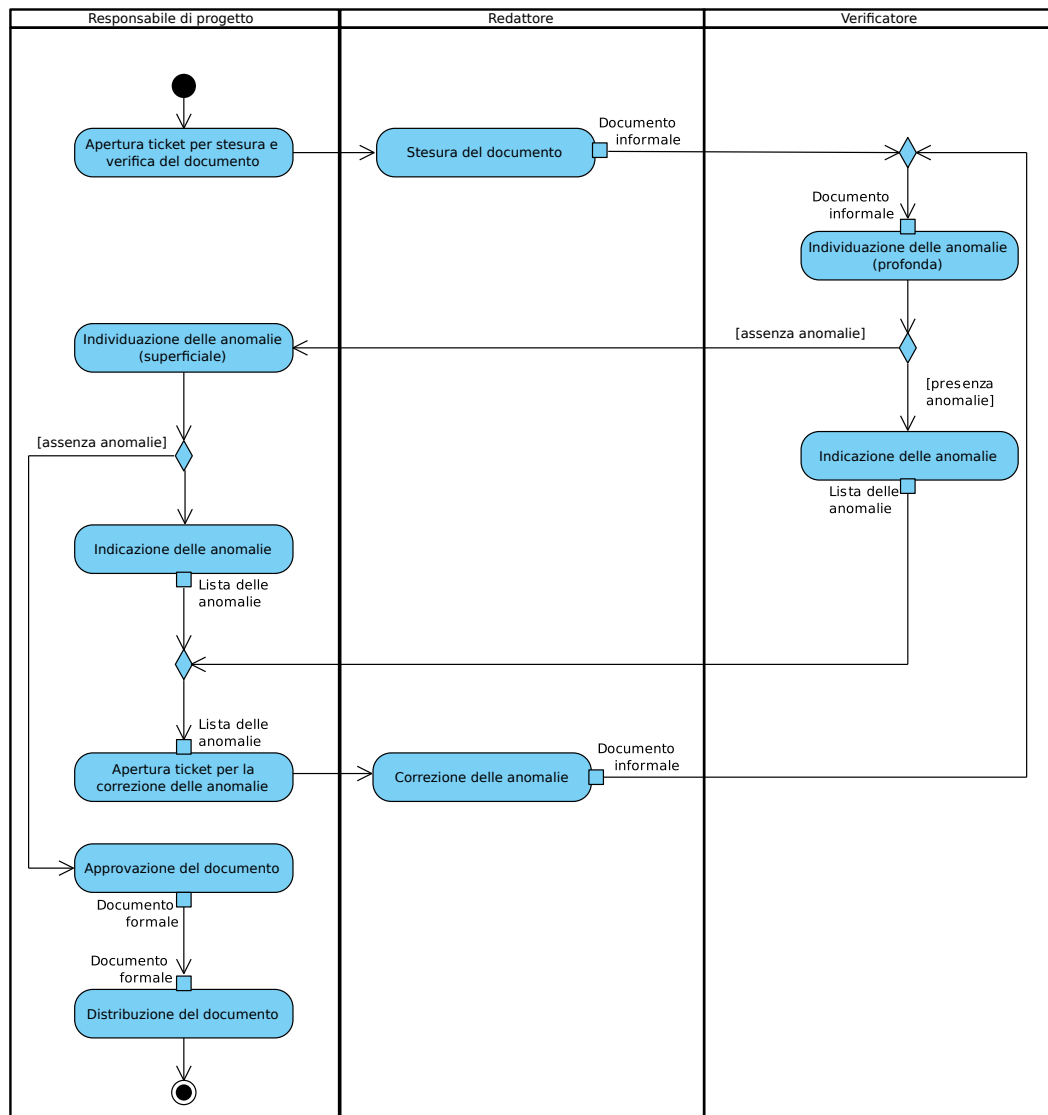 Responsabile di progetto
Redattore
Verificatore
Apertura ticket per stesura e
verifica del documento
Stesura del documento
Documento
informale
Documento
informale
Individuazione delle anomalie
(profonda)
[assenza anomalie]
Individuazione delle anomalie
(superficiale)
[presenza
anomalie]
[assenza anomalie]
Indicazione delle anomalie
Lista delle
anomalie
Indicazione delle anomalie
Lista delle
anomalie
Lista delle
anomalie
Apertura ticket per la
correzione delle anomalie
Correzione delle anomalie
Documento
informale
Approvazione del documento
Documento
formale
Documento
formale
Distribuzione del documento